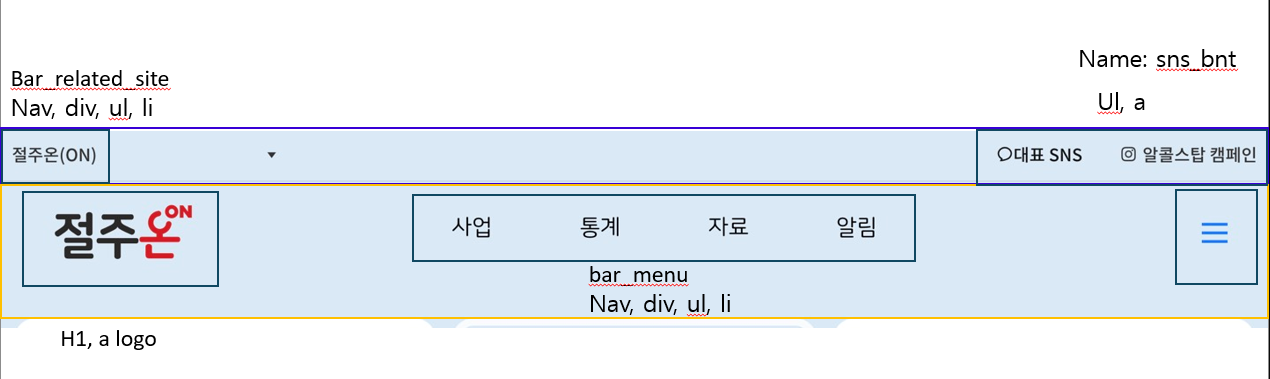 Name: sns_bnt
Bar_related_site
Nav, div, ul, li
Ul, a
절주온(ON)
대표 SNS
알콜스탑 캠페인
절주온ON
사업
통계
자료
알림
bar_menu
Nav, div, ul, li
H1, a logo